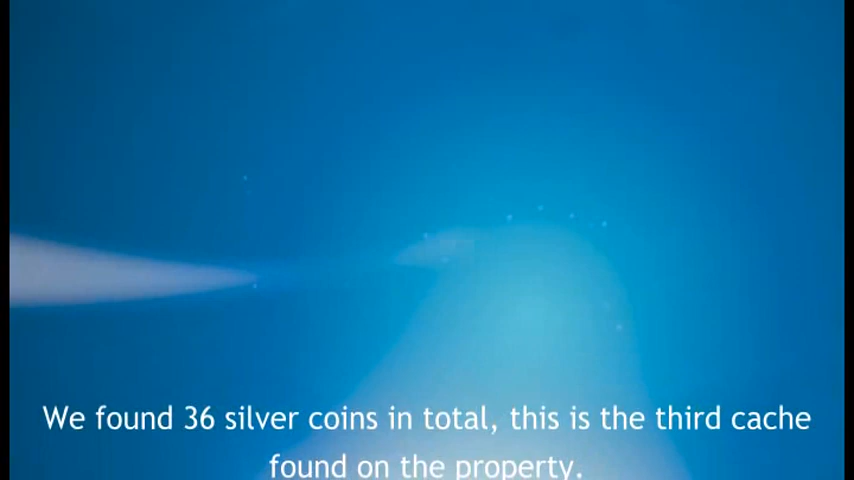 We found 36 silver coins in total, this is the third cache
found on the property.